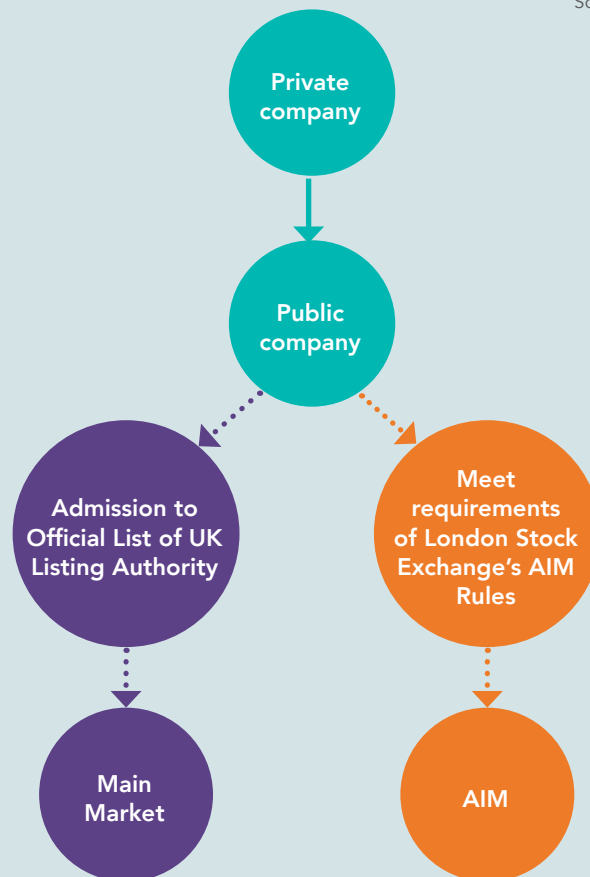 Private
company
Public
company
Admission to
Official List of UK
Listing Authority
Meet
requirements
of London Stock
Exchange's AIM
Rules
Main
Market
AIM